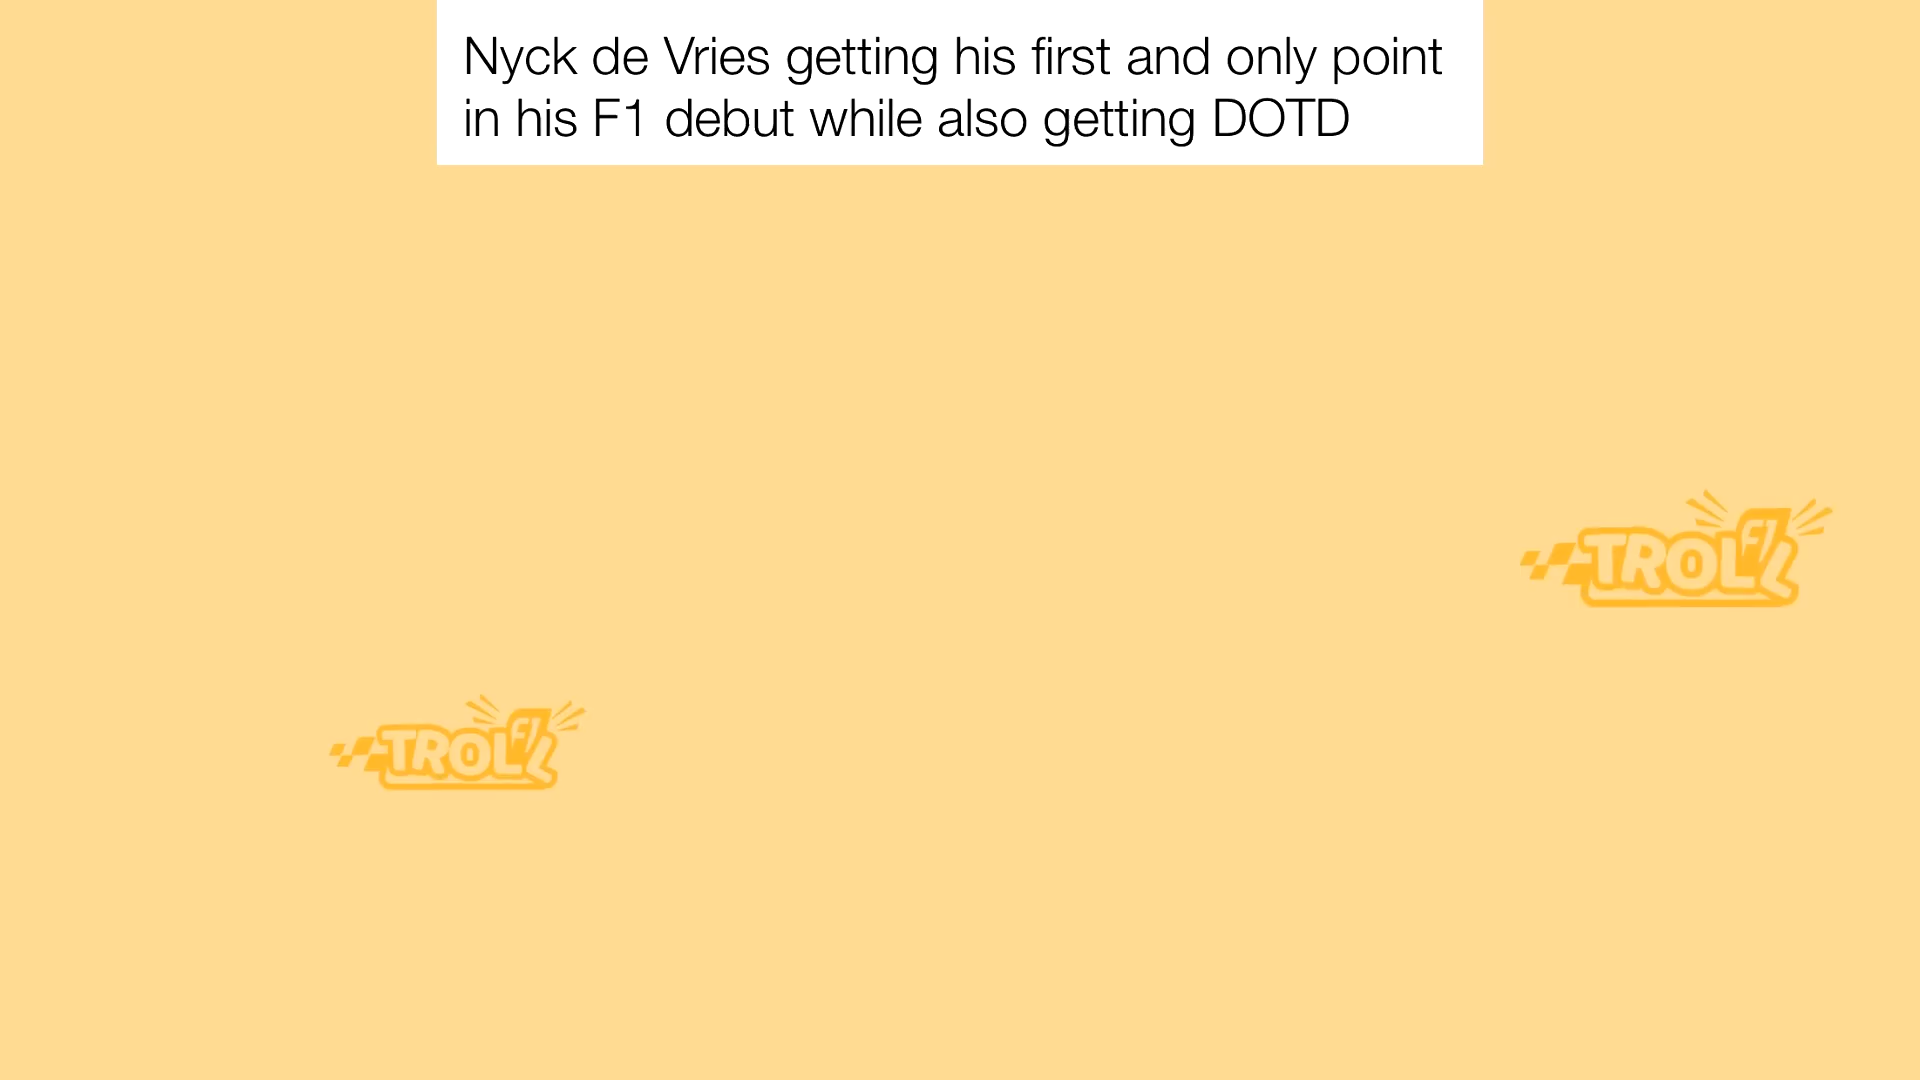 Nyck de Vries getting his first and only point
in his F1 debut while also getting DOTD
TROLL F1
TROLL F1